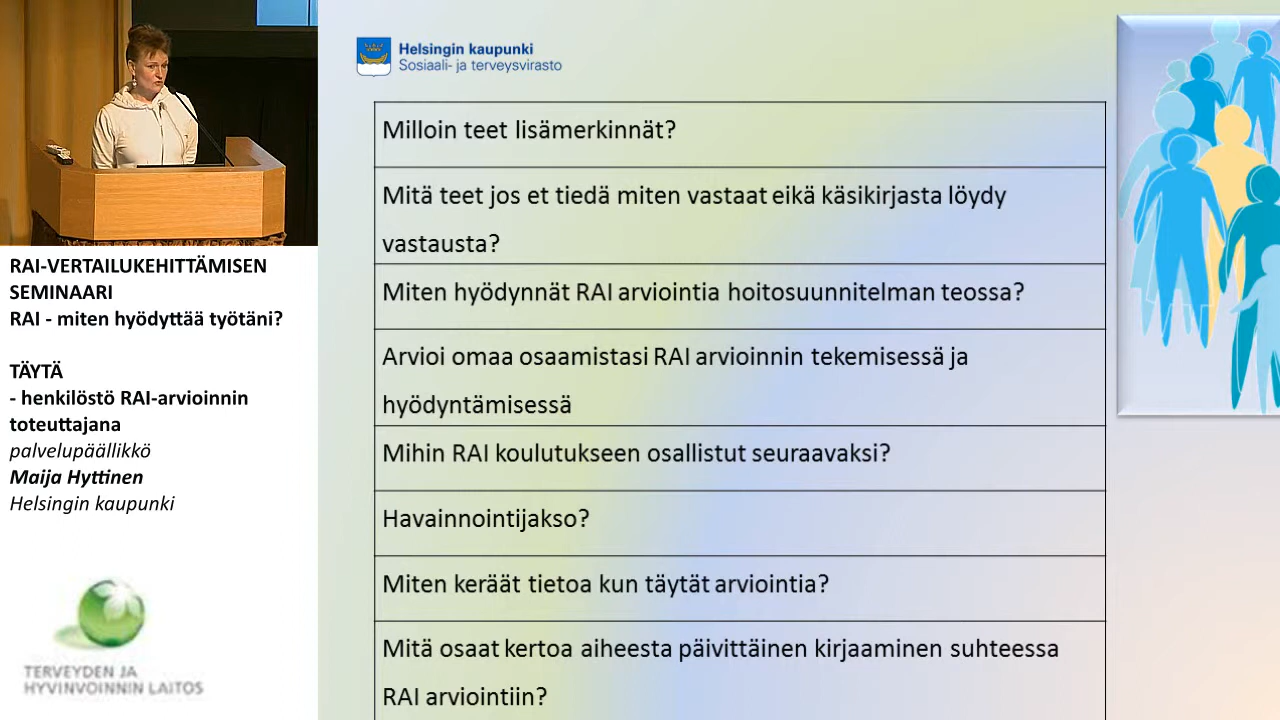 RAI-VERTAILUKEHITTÄMISEN
SEMINAARI
RAI - miten hyödyttää työtäni?
TÄYTÄ
- henkilöstö RAI-arvioinnin
toteuttajana
palvelupäällikkö
Maija Hyttinen
Helsingin kaupunki
TERVEYDEN JA
HYVINVOINNIN LAITOS
Helsingin kaupunki
Sosiaali- ja terveysvirasto
Milloin teet lisämerkinnät?
Mitä teet jos et tiedä miten vastaat eikä käsikirjasta löydy
vastausta?
Miten hyödynnät RAI arviointia hoitosuunnitelman teossa?
Arvioi omaa osaamistasi RAI arvioinnin tekemisessä ja
hyödyntämisessä
Mihin RAI koulutukseen osallistut seuraavaksi?
Havainnointijakso?
Miten keräät tietoa kun täytät arviointia?
Mitä osaat kertoa aiheesta päivittäinen kirjaaminen suhteessa
RAI arviointiin?